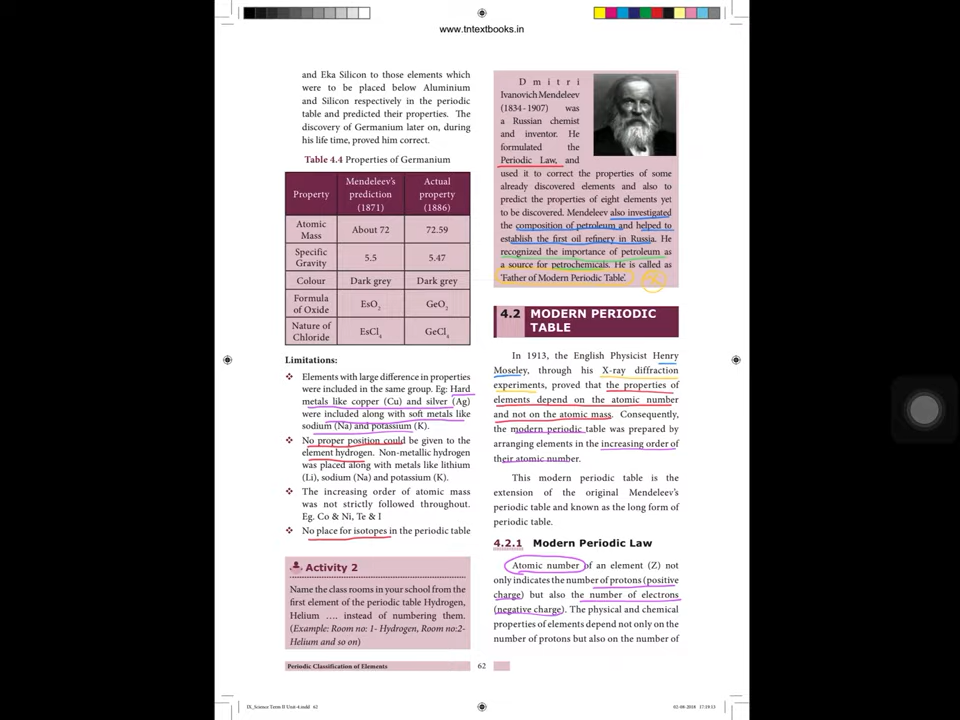 www.tntextbooks.in
and Eka Silicon to those elements which
were to be placed below Aluminium
and Silicon respectively in the periodic
table and predicted their properties. The
discovery of Germanium later on, during
his life time, proved him correct.
Table 4.4 Properties of Germanium
Property
Mendeleev's
prediction
(1871)
Actual
property
(1886)
Atomic
Mass
About 72
72.59
Specific
Gravity
5.5
5.47
Colour
Dark grey
Dark grey
Formula
of Oxide
EsO₂
GeO₂
Nature of
Chloride
EsCl₄
GeCl₄
Limitations:
❖ Elements with large difference in properties
were included in the same group. Eg: Hard
metals like copper (Cu) and silver (Ag)
were included along with soft metals like
sodium (Na) and potassium (K).
❖ No proper position could be given to the
element hydrogen. Non-metallic hydrogen
was placed along with metals like lithium
(Li), sodium (Na) and potassium (K).
❖ The increasing order of atomic mass
was not strictly followed throughout.
Eg. Co & Ni, Te & I
❖ No place for isotopes in the periodic table
Activity 2
Name the class rooms in your school from the
first element of the periodic table Hydrogen,
Helium .... instead of numbering them.
(Example: Room no: 1- Hydrogen, Room no:2-
Helium and so on)
Dmitri
Ivanovich Mendeleev
(1834-1907) was
a Russian chemist
and inventor. He
formulated the
Periodic Law, and
used it to correct the properties of some
already discovered elements and also to
predict the properties of eight elements yet
to be discovered. Mendeleev also investigated
the composition of petroleum and helped to
establish the first oil refinery in Russia. He
recognized the importance of petroleum as
a source for petrochemicals. He is called as
'Father of Modern Periodic Table'.
4.2 MODERN PERIODIC
TABLE
In 1913, the English Physicist Henry
Moseley, through his X-ray diffraction
experiments, proved that the properties of
elements depend on the atomic number
and not on the atomic mass. Consequently,
the modern periodic table was prepared by
arranging elements in the increasing order of
their atomic number.
This modern periodic table is the
extension of the original Mendeleev's
periodic table and known as the long form of
periodic table.
4.2.1 Modern Periodic Law
Atomic number of an element (Z) not
only indicates the number of protons (positive
charge) but also the number of electrons
(negative charge). The physical and chemical
properties of elements depend not only on the
number of protons but also on the number of
Periodic Classification of Elements
62
IX_Science Term II Unit-4.indd 62
02-08-2018 17:19:13